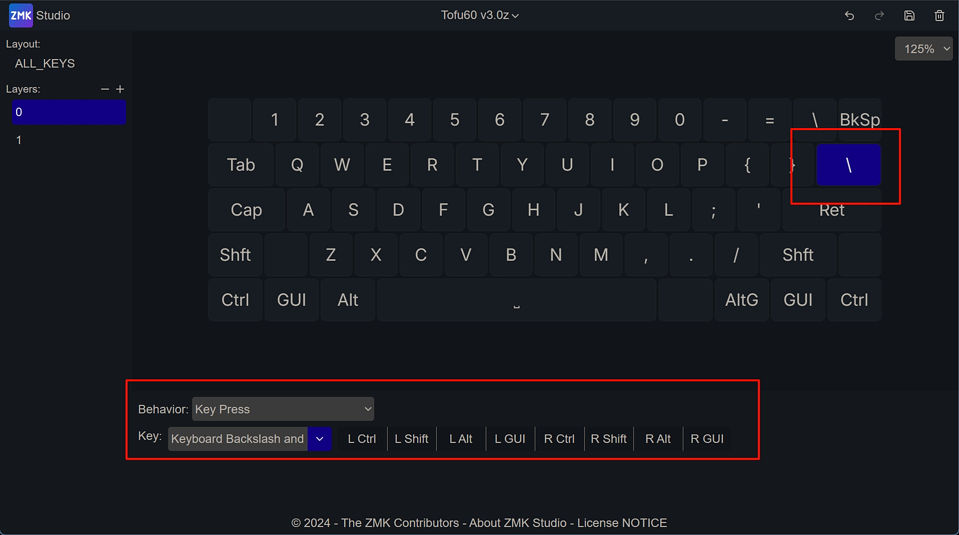 ZMK Studio
Tofu60 v3.0z
Layout:
ALL_KEYS
125%
Layers:
0
1
1 2 3 4 5 6 7 8 9 0 - = \ BkSp
Tab Q W E R T Y U I O P { } \
Cap A S D F G H J K L ; ' Ret
Shft Z X C V B N M , . / Shft
Ctrl GUI Alt ␣ AltG GUI Ctrl
Behavior: Key Press
Key: Keyboard Backslash and L Ctrl L Shift L Alt L GUI R Ctrl R Shift R Alt R GUI
© 2024 - The ZMK Contributors - About ZMK Studio - License NOTICE